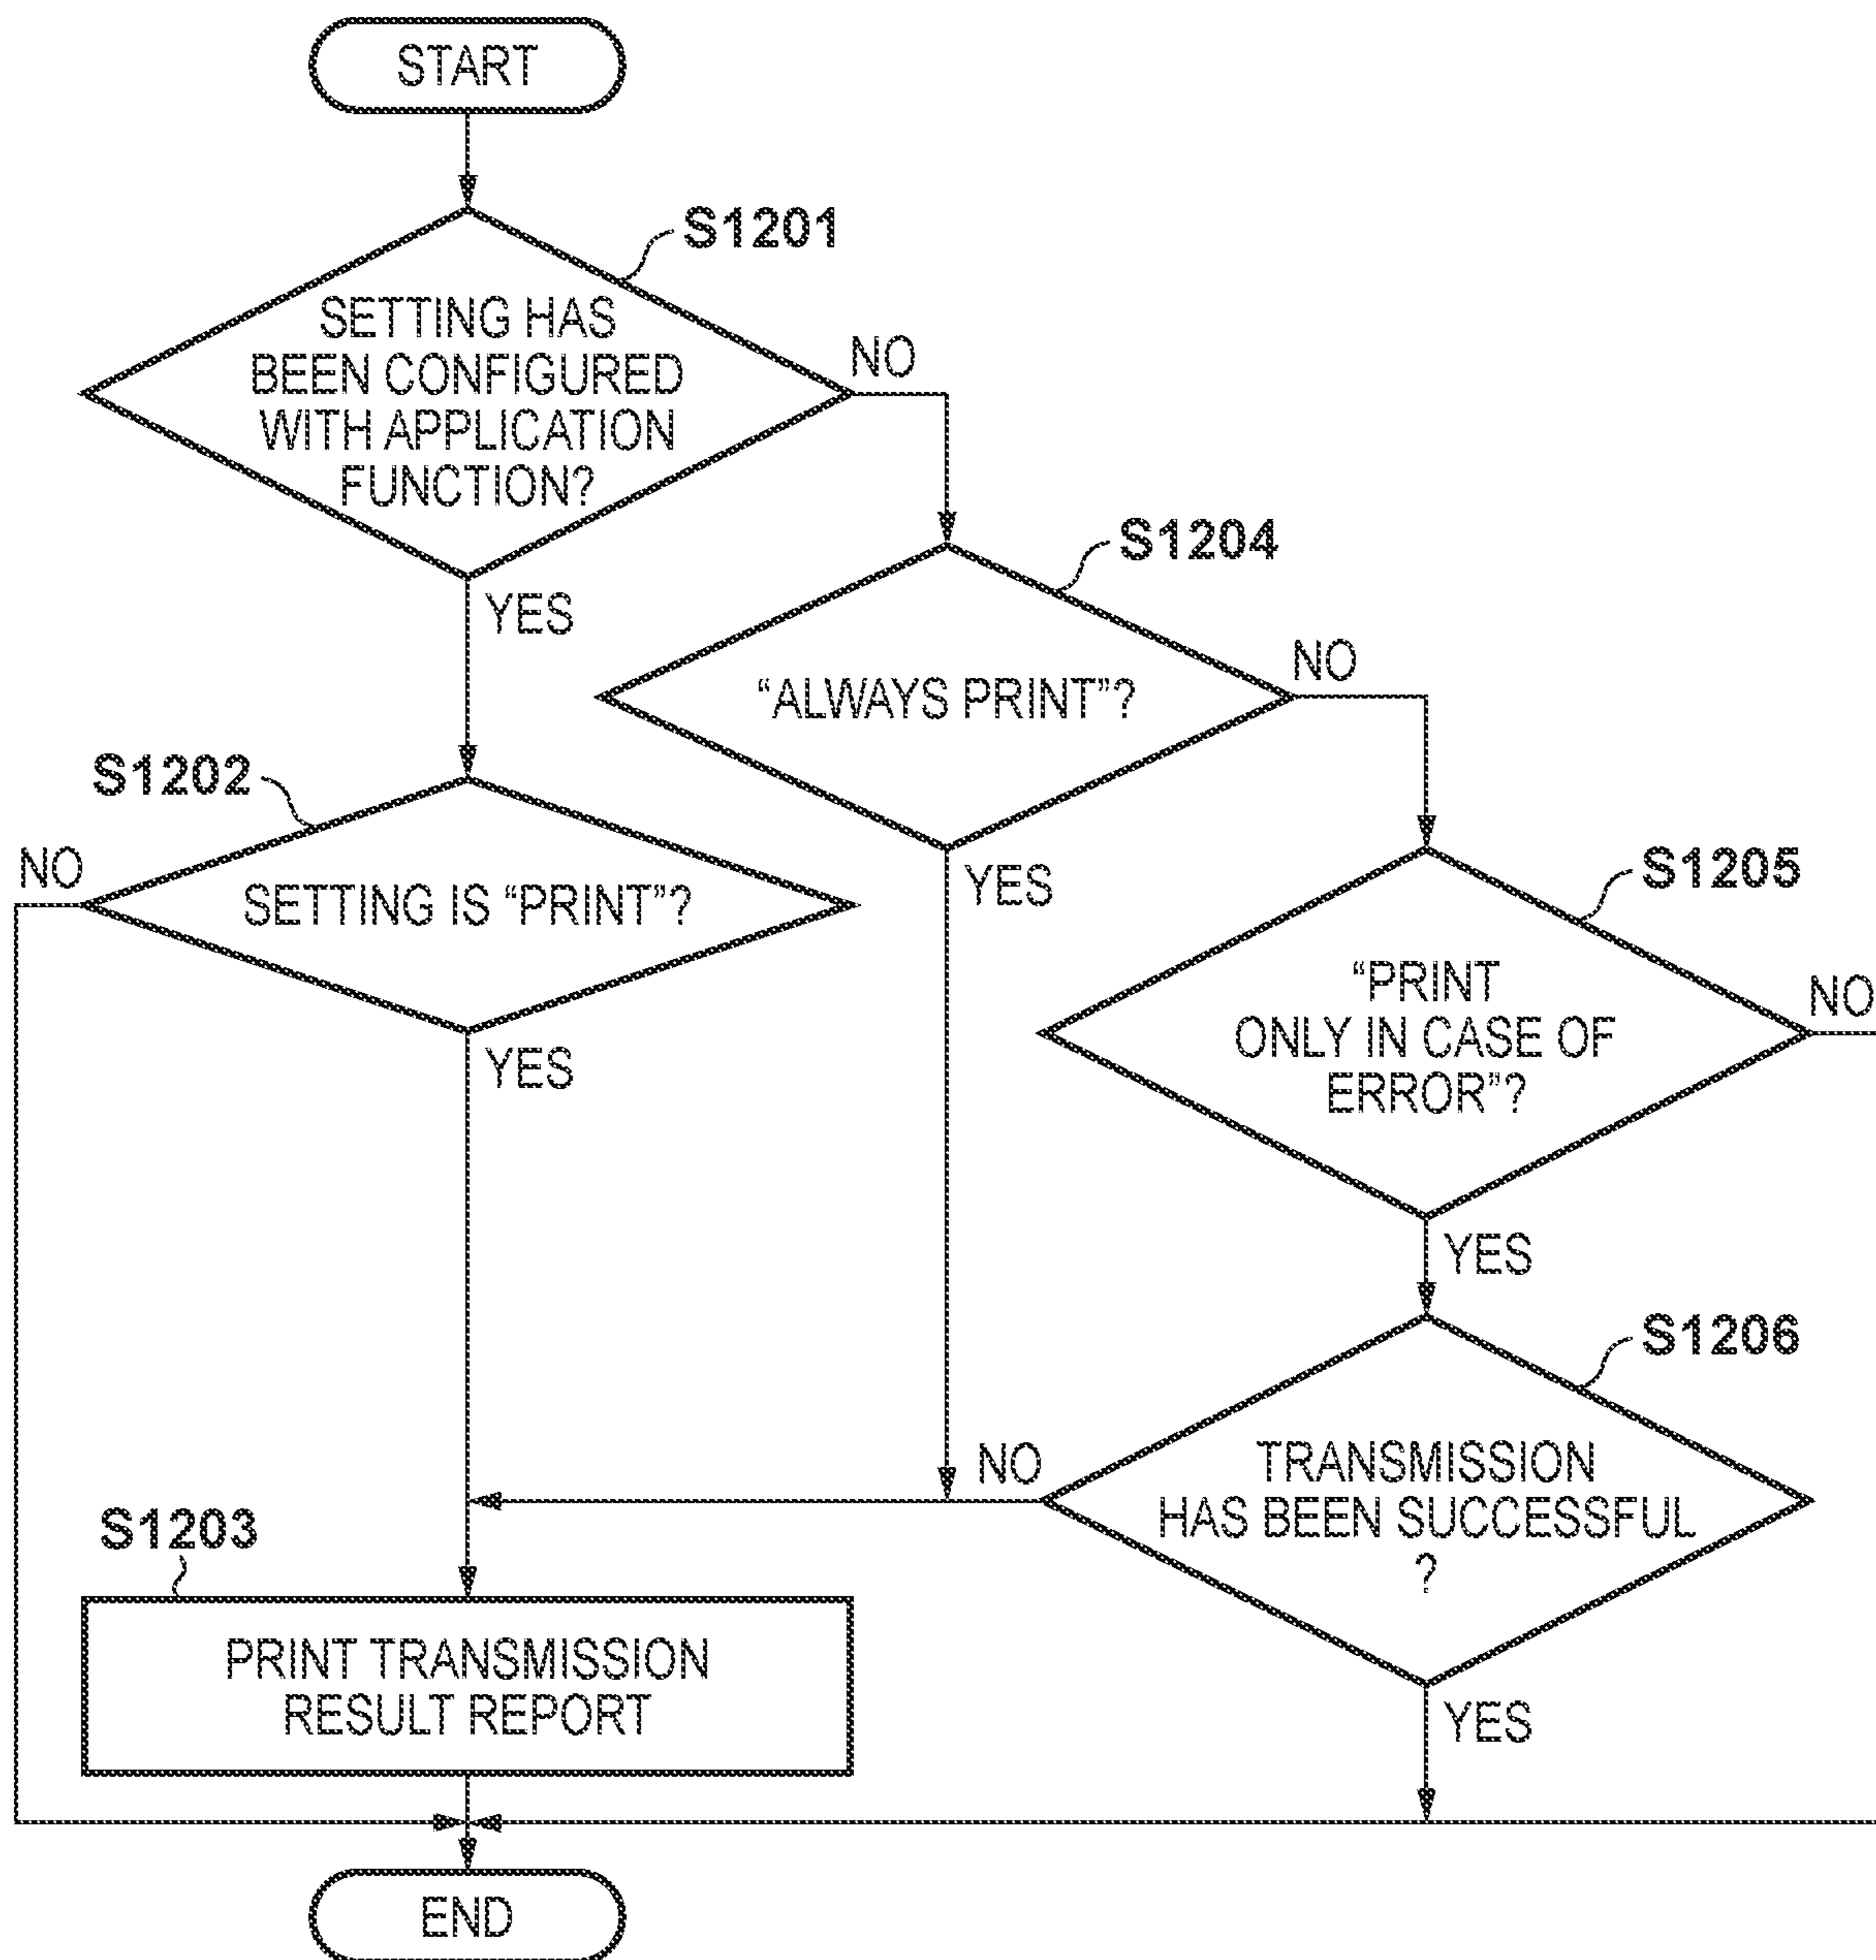 START
S1201
SETTING HAS
BEEN CONFIGURED
WITH APPLICATION
FUNCTION?
NO
YES
S1204
“ALWAYS PRINT”?
NO
YES
S1202
NO
SETTING IS “PRINT”?
YES
S1205
“PRINT
ONLY IN CASE OF
ERROR”?
NO
YES
S1206
TRANSMISSION
HAS BEEN SUCCESSFUL
?
NO
YES
S1203
PRINT TRANSMISSION
RESULT REPORT
END